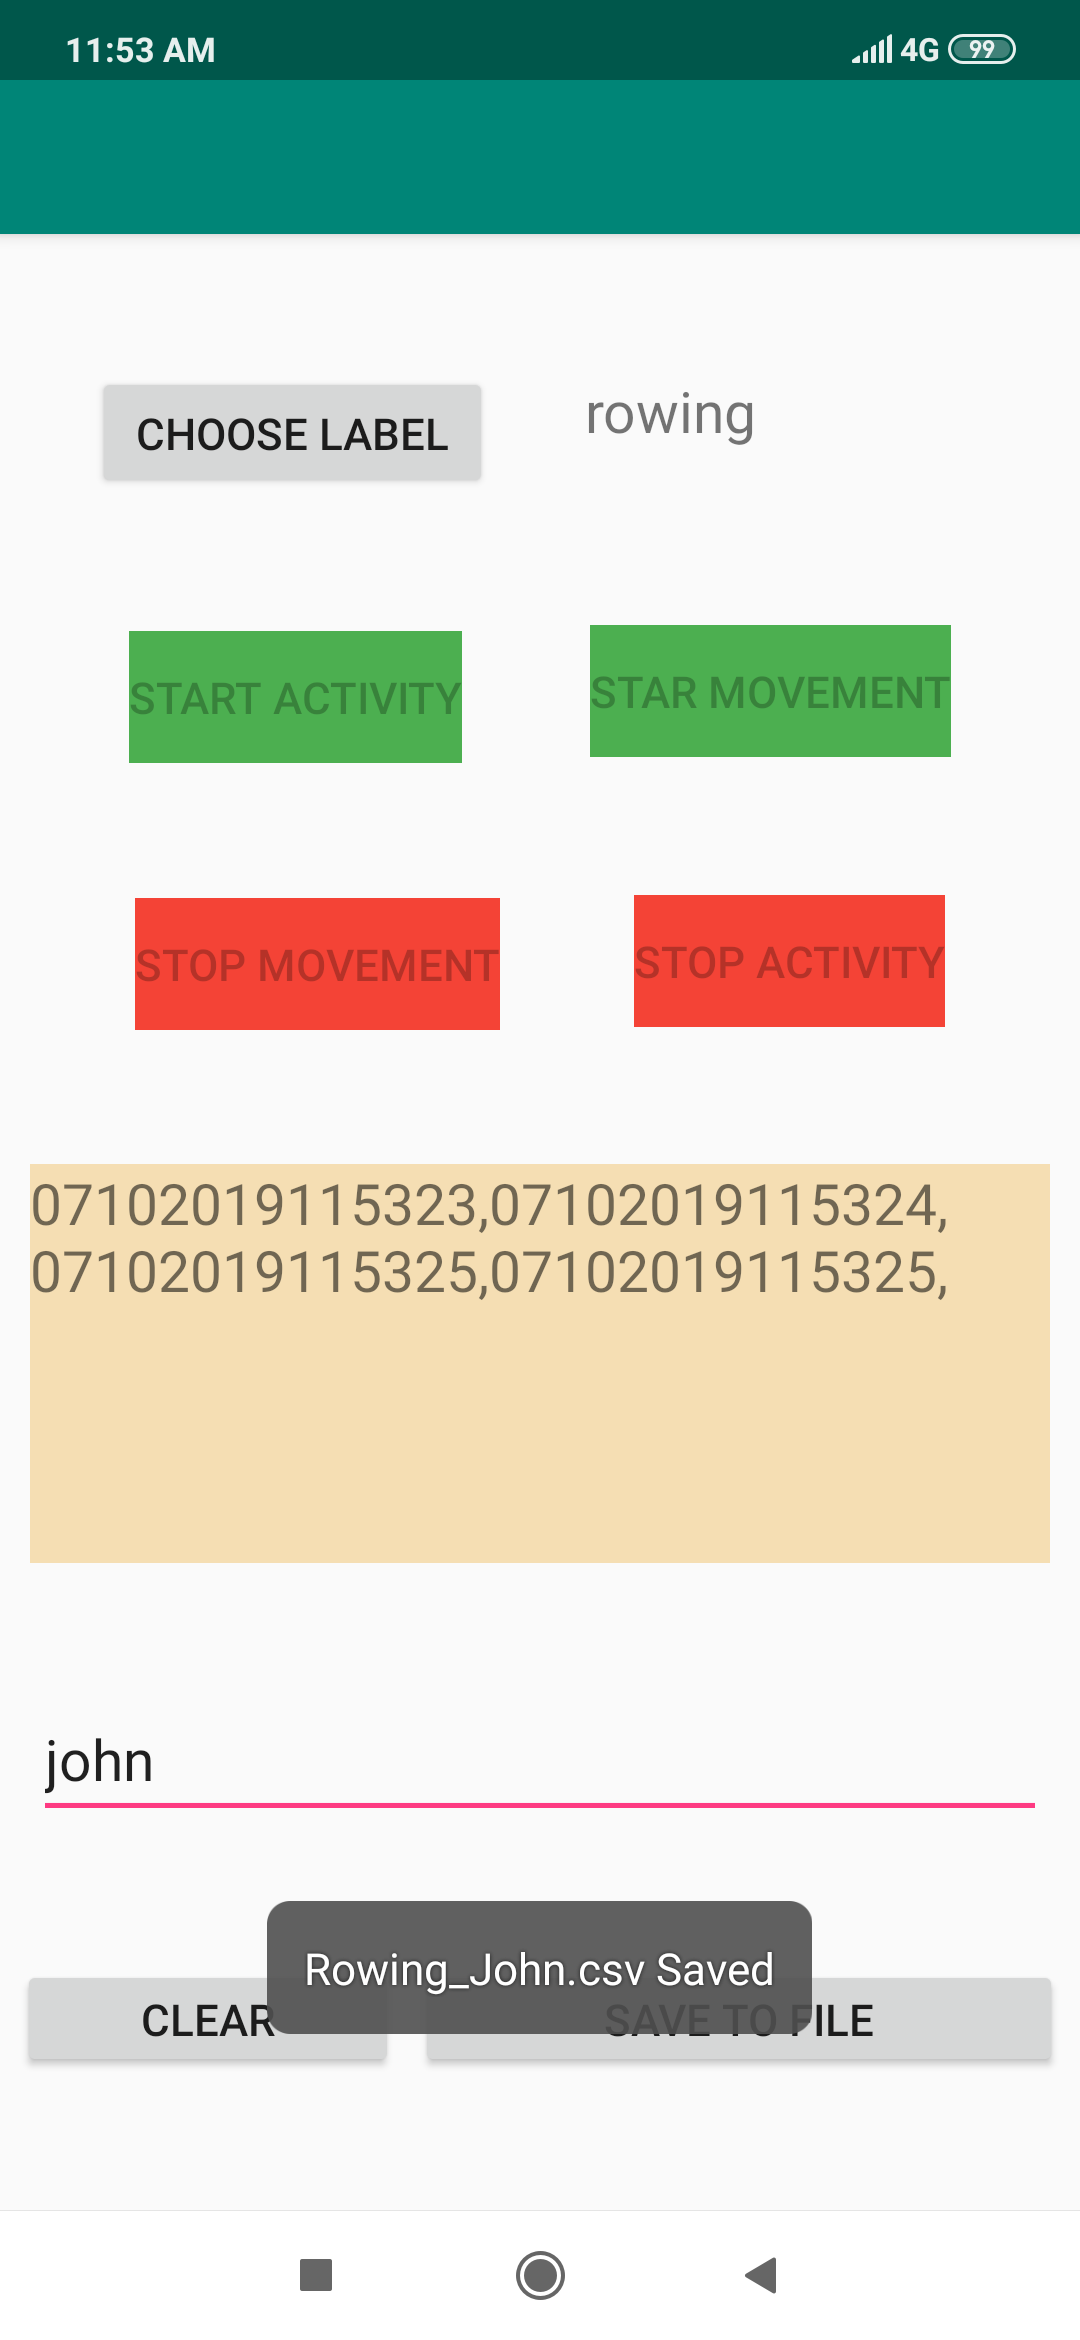 11:53 AM 4G 99
CHOOSE LABEL rowing
START ACTIVITY STAR MOVEMENT
STOP MOVEMENT STOP ACTIVITY
07102019115323,07102019115324,
07102019115325,07102019115325,
john
Rowing_John.csv Saved
CLEAR SAVE TO FILE